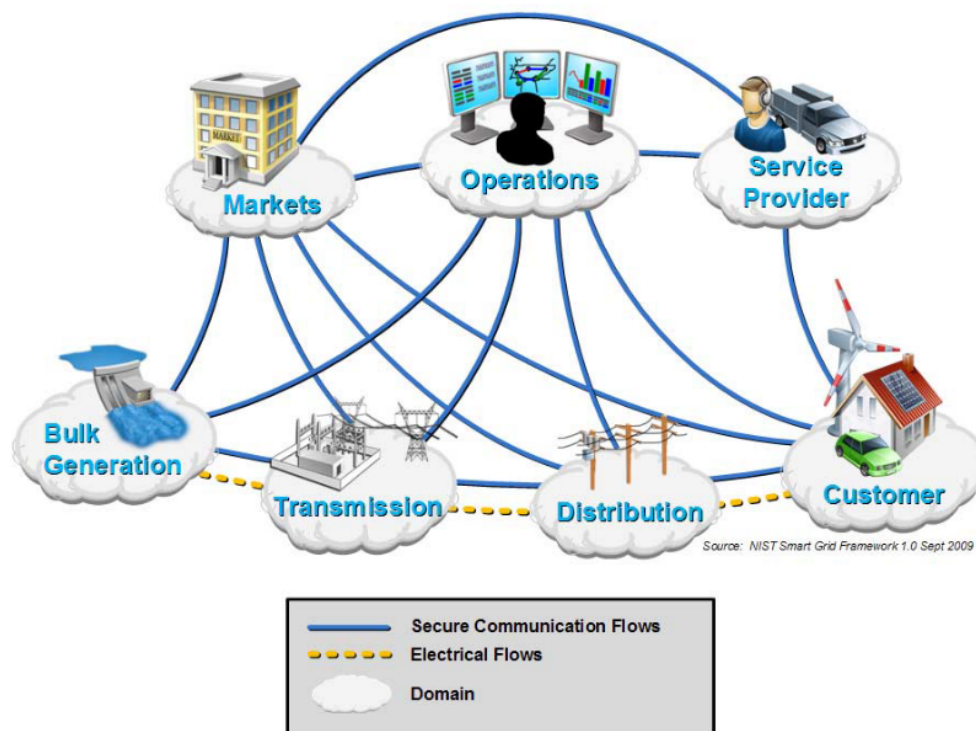 MARKET
Markets
Operations
Service
Provider
Bulk
Generation
Transmission
Distribution
Customer
Source: NIST Smart Grid Framework 1.0 Sept 2009
Secure Communication Flows
Electrical Flows
Domain